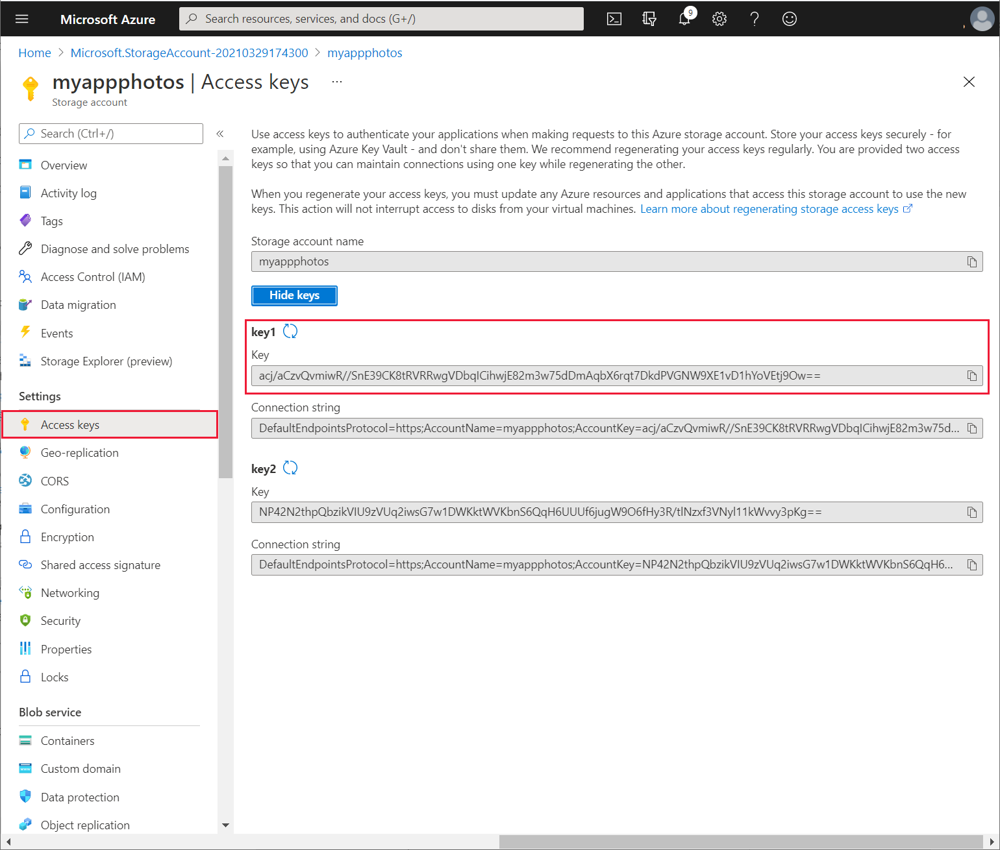 Microsoft Azure
Search resources, services, and docs (G+/)
9
Home > Microsoft.StorageAccount-20210329174300 > myappphotos
myappphotos | Access keys ...
Storage account
Search (Ctrl+/)
«
Overview
Activity log
Tags
Diagnose and solve problems
Access Control (IAM)
Data migration
Events
Storage Explorer (preview)
Settings
Access keys
Geo-replication
CORS
Configuration
Encryption
Shared access signature
Networking
Security
Properties
Locks
Blob service
Containers
Custom domain
Data protection
Object replication
Use access keys to authenticate your applications when making requests to this Azure storage account. Store your access keys securely - for
example, using Azure Key Vault - and don't share them. We recommend regenerating your access keys regularly. You are provided two access
keys so that you can maintain connections using one key while regenerating the other.
When you regenerate your access keys, you must update any Azure resources and applications that access this storage account to use the new
keys. This action will not interrupt access to disks from your virtual machines. Learn more about regenerating storage access keys
Storage account name
myappphotos
Hide keys
key1
Key
acj/aCzvQvmiwR//SnE39CK8tRVRRwgVDbqICihwjE82m3w75dDmAqbX6rqt7DkdPVGNW9XE1vD1hYoVEtj9Ow==
Connection string
DefaultEndpointsProtocol=https;AccountName=myappphotos;AccountKey=acj/aCzvQvmiwR//SnE39CK8tRVRRwgVDbqICihwjE82m3w75d...
key2
Key
NP42N2thpQbzikVIU9zVUq2iwsG7w1DWKktWVKbnS6QqH6UUUf6jugW9O6fHy3R/tlNzxf3VNyl11kWvvy3pKg==
Connection string
DefaultEndpointsProtocol=https;AccountName=myappphotos;AccountKey=NP42N2thpQbzikVIU9zVUq2iwsG7w1DWKktWVKbnS6QqH6...